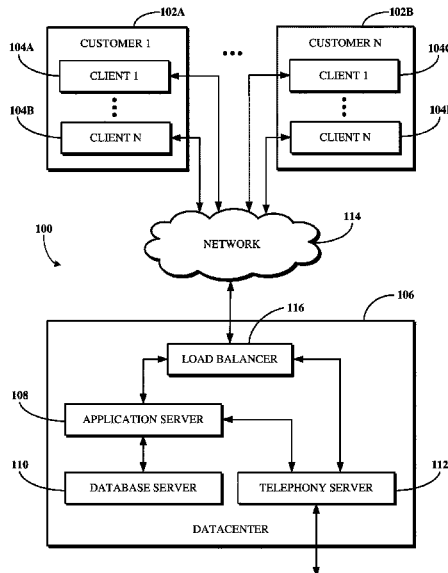 102A
102B
CUSTOMER 1
CUSTOMER N
104A
CLIENT 1
CLIENT 1
104B
CLIENT N
CLIENT N
100
NETWORK
114
116
106
LOAD BALANCER
108
APPLICATION SERVER
110
112
DATABASE SERVER
TELEPHONY SERVER
DATACENTER